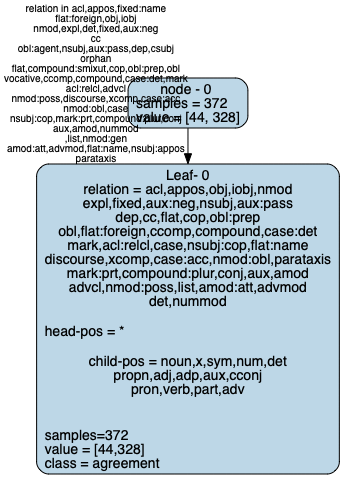 relation in acl,appos,fixed:name
flat:foreign,obj,iobj
nmod,expl,det,fixed,aux:neg
cc
obl:agent,nsubj,aux:pass,dep,csubj
orphan
flat,compound:smixut,cop,obl:prep,obl
vocative,ccomp,compound,case:det,mark
acl:relcl,advcl
nmod:poss,discourse,xcomp,case:acc
nmod:obl,case
nsubj:cop,mark:prt,compound:plur,conj
aux,amod,nummod
,list,nmod:gen
amod:att,advmod,flat:name,nsubj:appos
parataxis
node - 0
samples = 372
value = [44, 328]
Leaf- 0
relation = acl,appos,obj,iobj,nmod
expl,fixed,aux:neg,nsubj,aux:pass
dep,cc,flat,cop,obl:prep
obl,flat:foreign,ccomp,compound,case:det
mark,acl:relcl,case,nsubj:cop,flat:name
discourse,xcomp,case:acc,nmod:obl,parataxis
mark:prt,compound:plur,conj,aux,amod
advcl,nmod:poss,list,amod:att,advmod
det,nummod
head-pos = *
child-pos = noun,x,sym,num,det
propn,adj,adp,aux,cconj
pron,verb,part,adv
samples=372
value = [44,328]
class = agreement